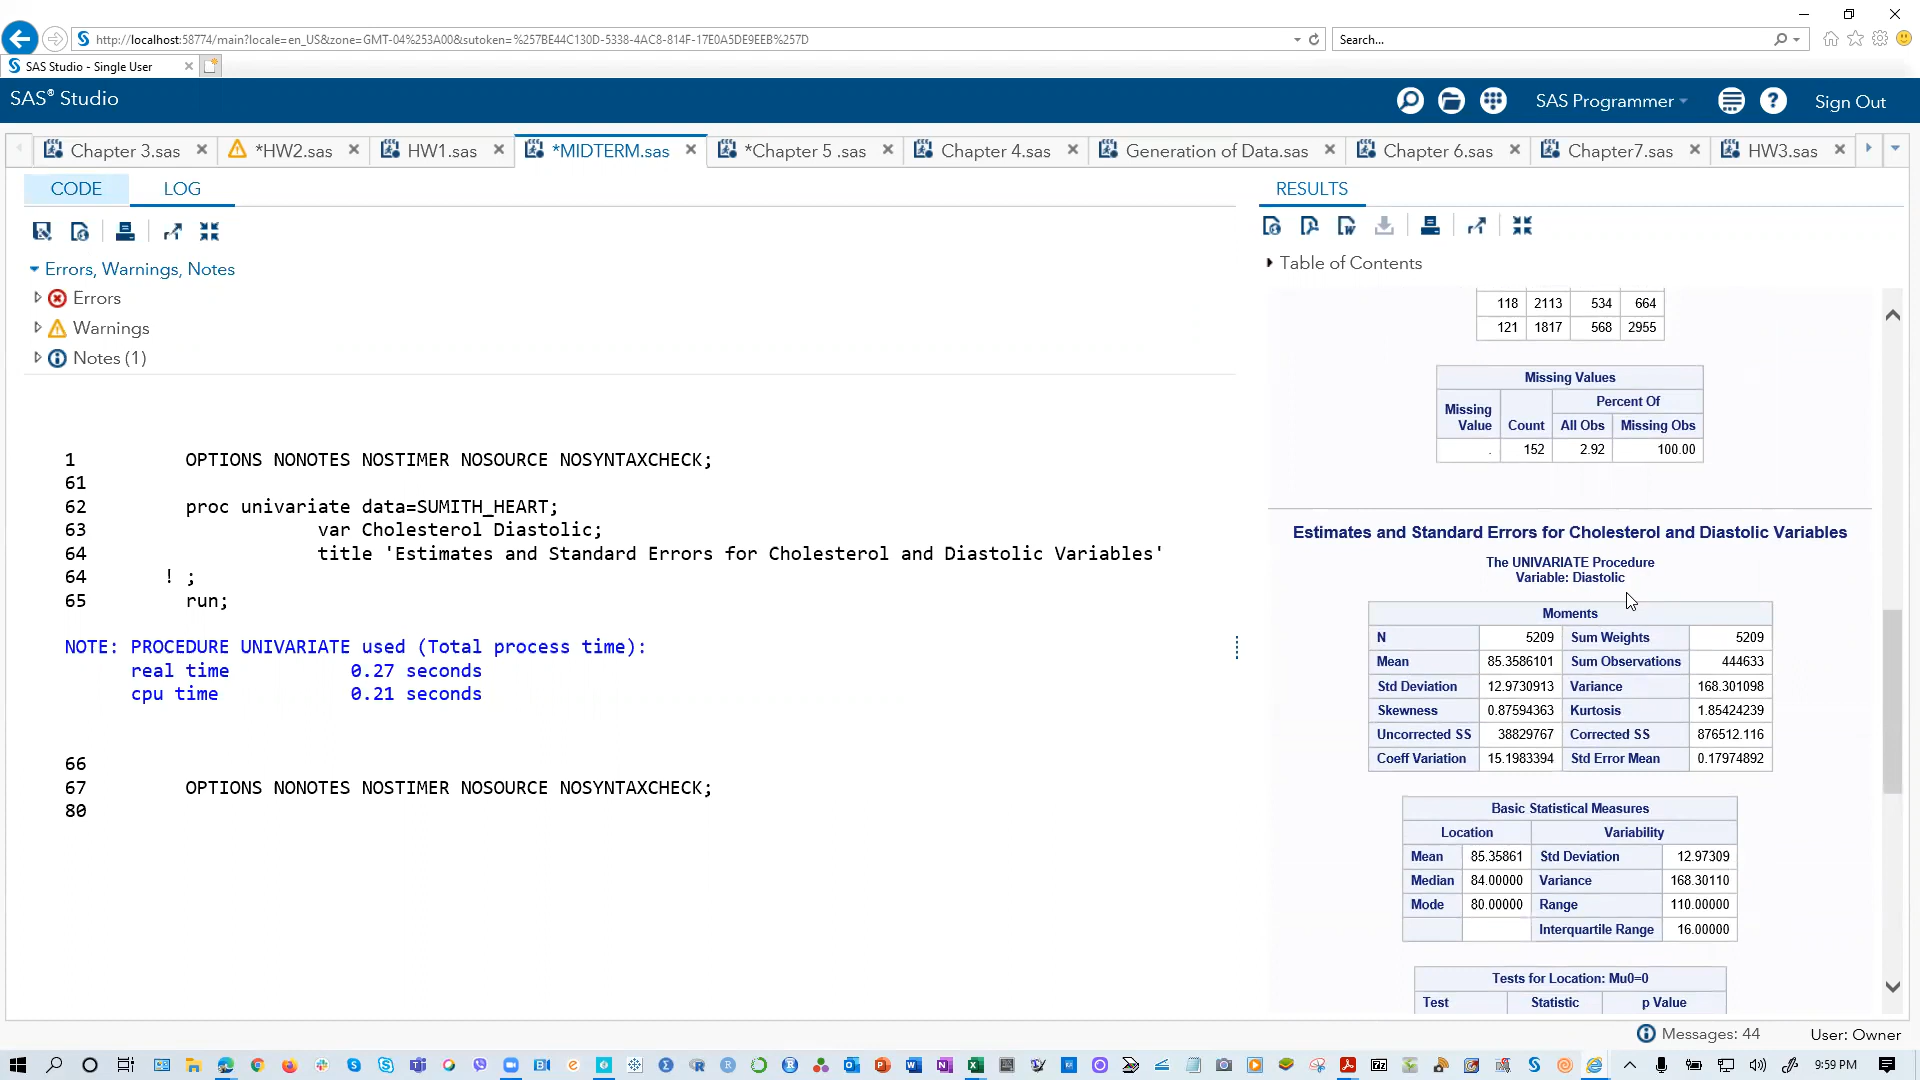 http://localhost:58774/main?locale=en_US&zone=GMT-04%253A00&sutoken=%257BE44C130D-5338-4AC8-814F-17E0A5DE9EEB%257D
Search...
SAS Studio - Single User
SAS® Studio
SAS Programmer
Sign Out
Chapter 3.sas
*HW2.sas
HW1.sas
*MIDTERM.sas
*Chapter 5 .sas
Chapter 4.sas
Generation of Data.sas
Chapter 6.sas
Chapter7.sas
HW3.sas
CODE
LOG
Errors, Warnings, Notes
Errors
Warnings
Notes (1)
1 OPTIONS NONOTES NOSTIMER NOSOURCE NOSYNTAXCHECK;
61
62 proc univariate data=SUMITH_HEART;
63 var Cholesterol Diastolic;
64 title 'Estimates and Standard Errors for Cholesterol and Diastolic Variables'
64 ! ;
65 run;
NOTE: PROCEDURE UNIVARIATE used (Total process time):
real time 0.27 seconds
cpu time 0.21 seconds
66
67 OPTIONS NONOTES NOSTIMER NOSOURCE NOSYNTAXCHECK;
80
RESULTS
Table of Contents
118 2113 534 664
121 1817 568 2955
Missing Values
Missing Value Count Percent Of
All Obs Missing Obs
. 152 2.92 100.00
Estimates and Standard Errors for Cholesterol and Diastolic Variables
The UNIVARIATE Procedure
Variable: Diastolic
Moments
N 5209 Sum Weights 5209
Mean 85.3586101 Sum Observations 444633
Std Deviation 12.9730913 Variance 168.301098
Skewness 0.87594363 Kurtosis 1.85424239
Uncorrected SS 38829767 Corrected SS 876512.116
Coeff Variation 15.1983394 Std Error Mean 0.17974892
Basic Statistical Measures
Location Variability
Mean 85.35861 Std Deviation 12.97309
Median 84.00000 Variance 168.30110
Mode 80.00000 Range 110.00000
Interquartile Range 16.00000
Tests for Location: Mu0=0
Test Statistic p Value
Messages: 44
User: Owner
9:59 PM